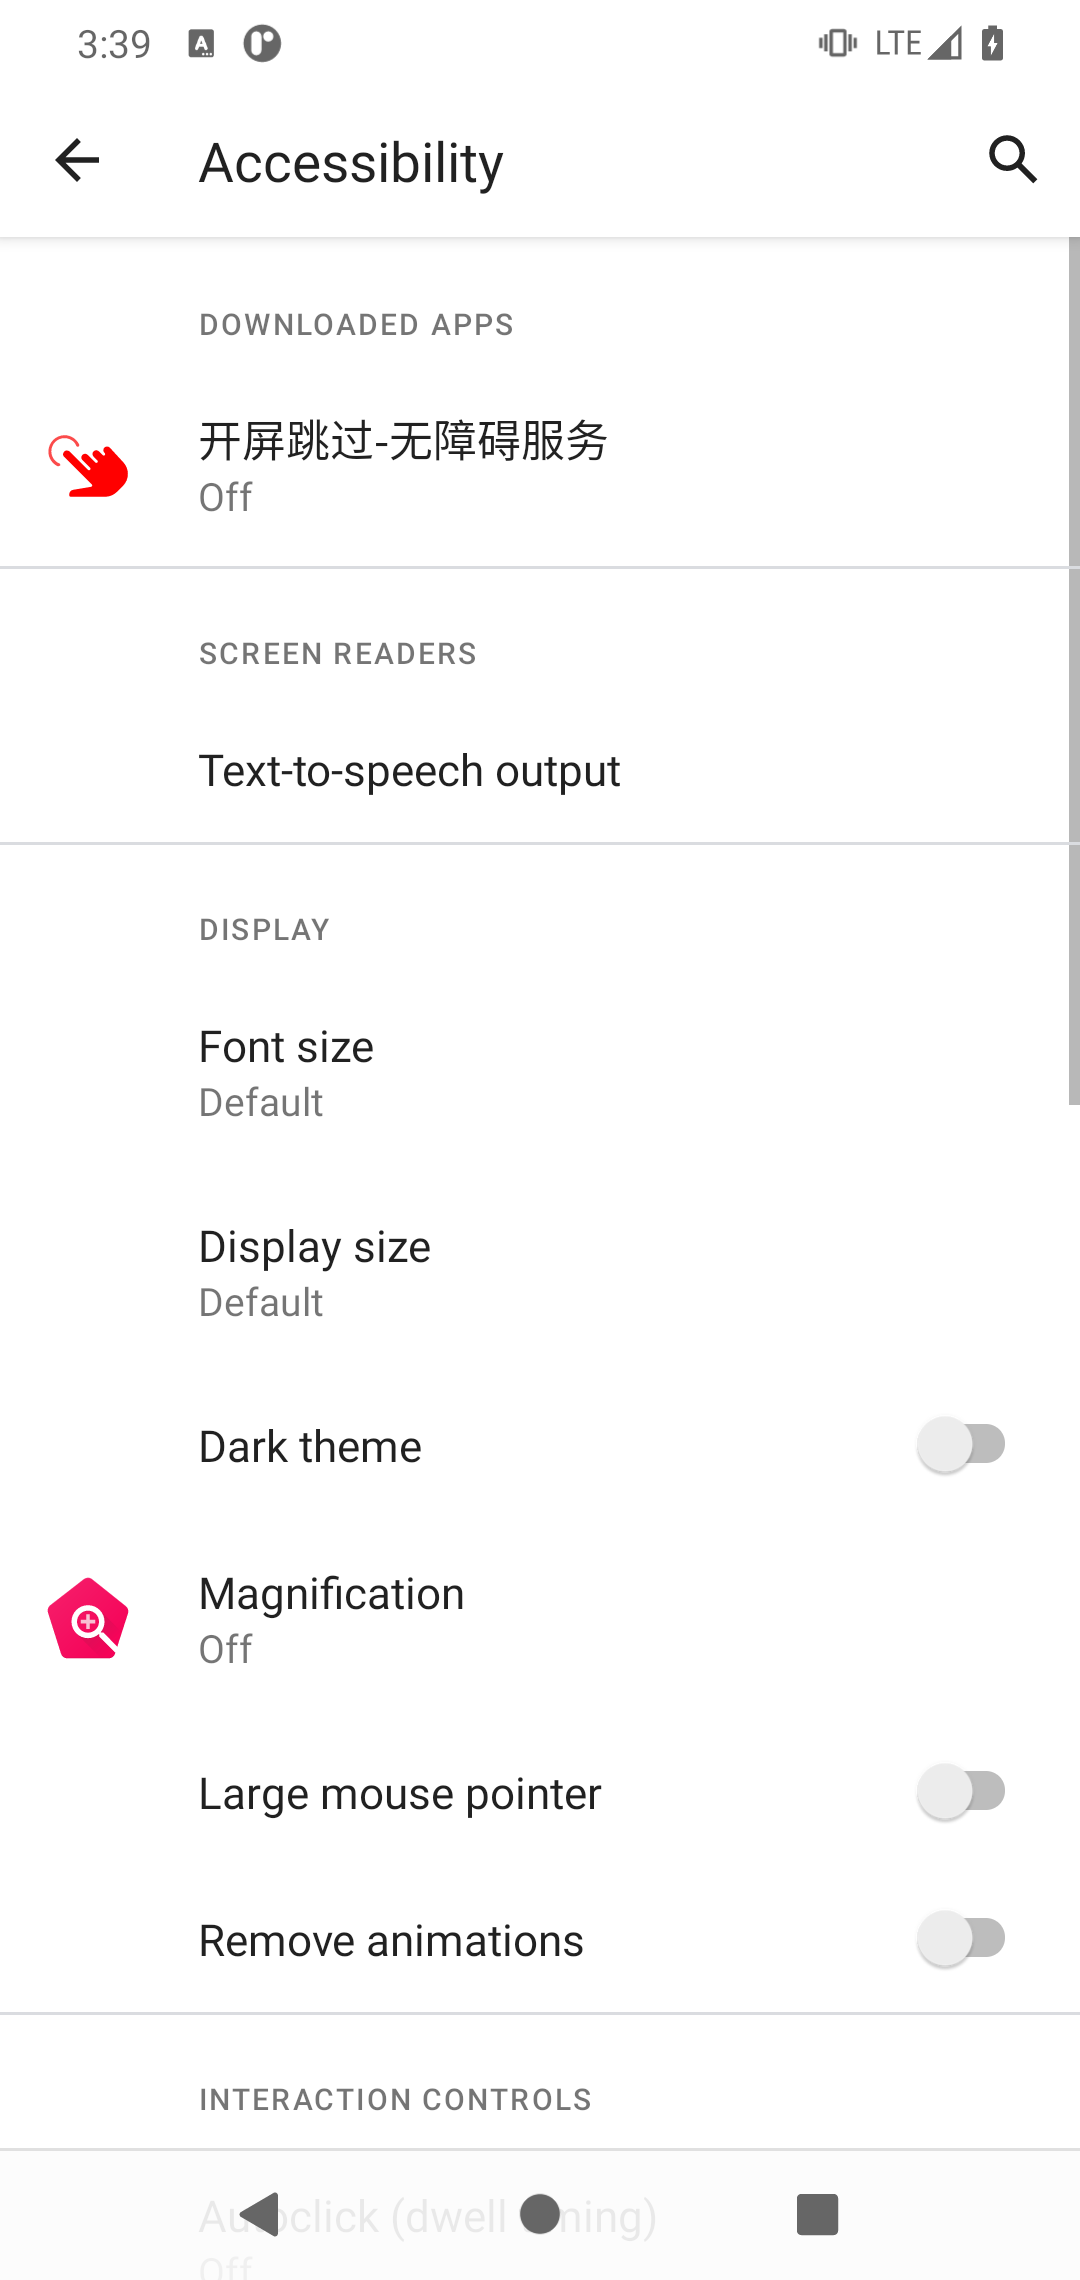 3:39 LTE
Accessibility
DOWNLOADED APPS
开屏跳过-无障碍服务
Off
SCREEN READERS
Text-to-speech output
DISPLAY
Font size
Default
Display size
Default
Dark theme
Magnification
Off
Large mouse pointer
Remove animations
INTERACTION CONTROLS
(dwell
Off